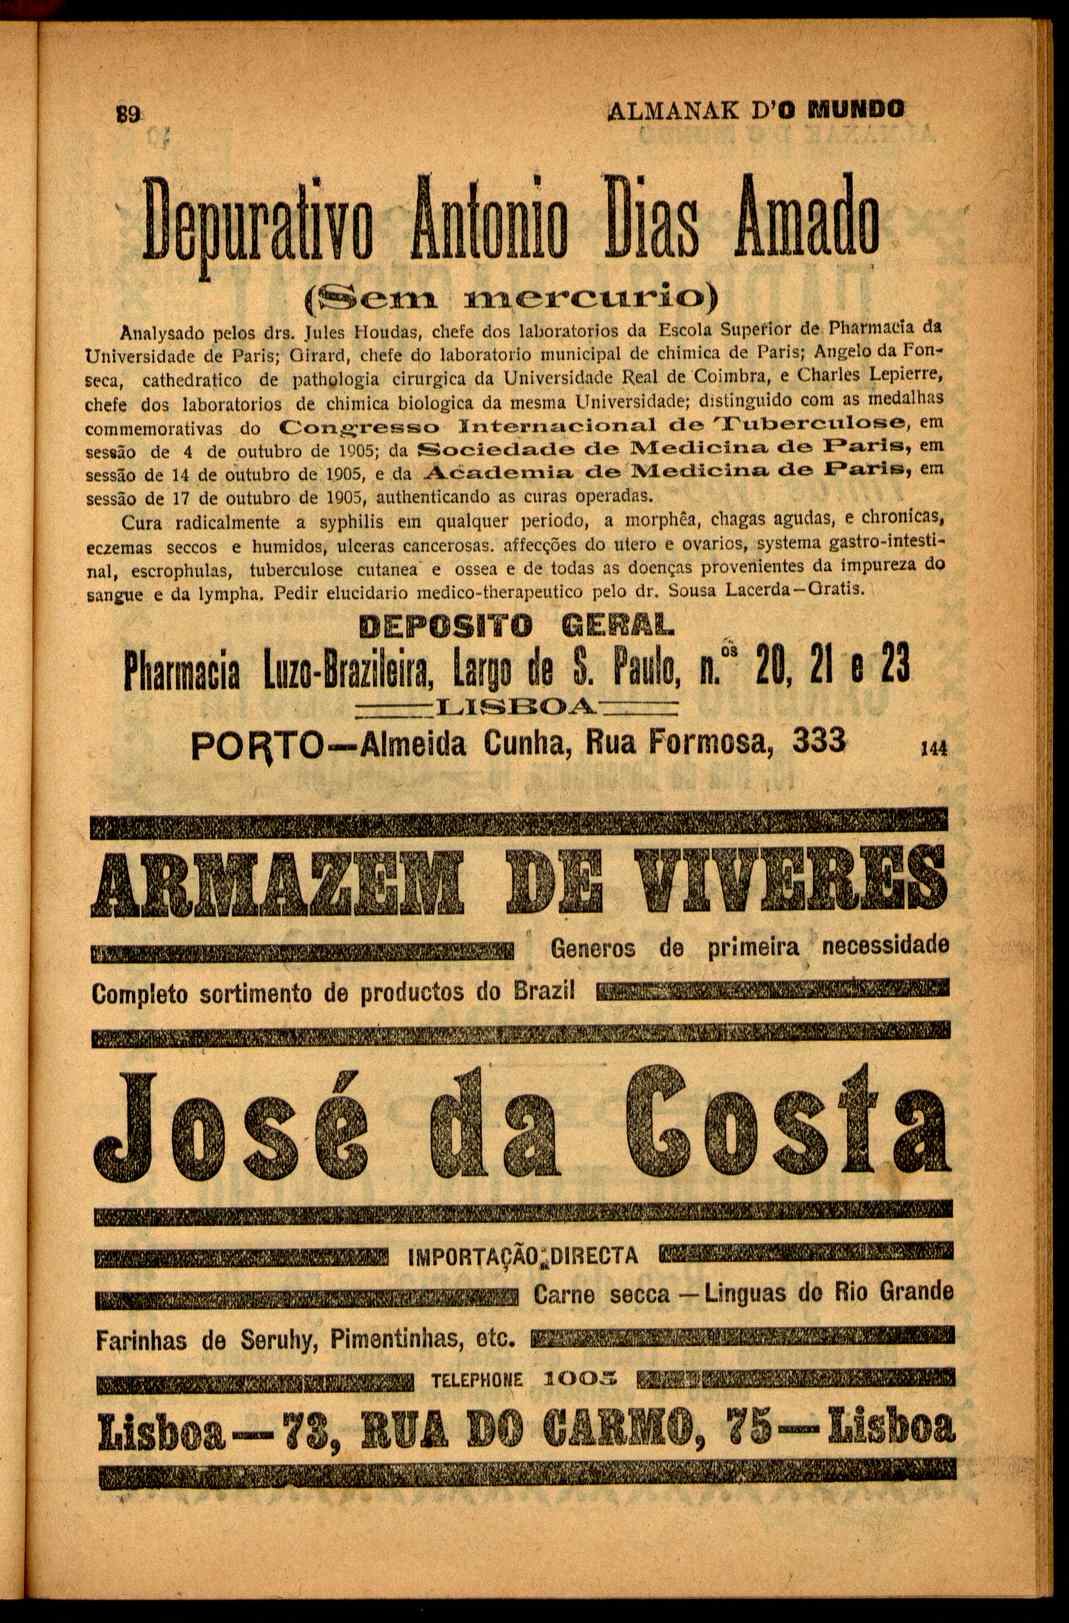 89 ALMANAK D'O MUNDO
Depurativo Antonio Dias Amado
(Sem mercurio)
Analysado pelos drs. Jules Houdas, chefe dos laboratorios da Escola Superior de Pharmacia da
Universidade de Paris; Girard, chefe do laboratorio municipal de chimica de Paris; Angelo da Fon-
seca, cathedratico de pathologia cirurgica da Universidade Real de Coimbra, e Charles Lepierre,
chefe dos laboratorios de chimica biologica da mesma Universidade; distinguido com as medalhas
commemorativas do Congresso Internacional de Tuberculose, em
sessão de 4 de outubro de 1905; da Sociedade de Medicina de Paris, em
sessão de 14 de outubro de 1905, e da Academia de Medicina de Paris, em
sessão de 17 de outubro de 1905, authenticando as curas operadas.
Cura radicalmente a syphilis em qualquer periodo, a morphêa, chagas agudas, e chronicas,
eczemas seccos e humidos, ulceras cancerosas. affecções do utero e ovarios, systema gastro-intesti-
nal, escrophulas, tuberculose cutanea e ossea e de todas as doenças provenientes da impureza do
sangue e da lympha. Pedir elucidario medico-therapeutico pelo dr. Sousa Lacerda—Gratis.
DEPOSITO GERAL
Pharmacia Luzo-Brazileira, Largo de S. Paulo, n.os 20, 21 e 23
LISBOA
PORTO—Almeida Cunha, Rua Formosa, 333 144
ARMAZEM DE VIVERES
Generos de primeira necessidade
Completo sortimento de productos do Brazil
José da Costa
IMPORTAÇÃO DIRECTA
Carne secca — Linguas do Rio Grande
Farinhas de Seruhy, Pimentinhas, etc.
TELEPHONE 1005
Lisboa—73, RUA DO CARMO, 75—Lisboa